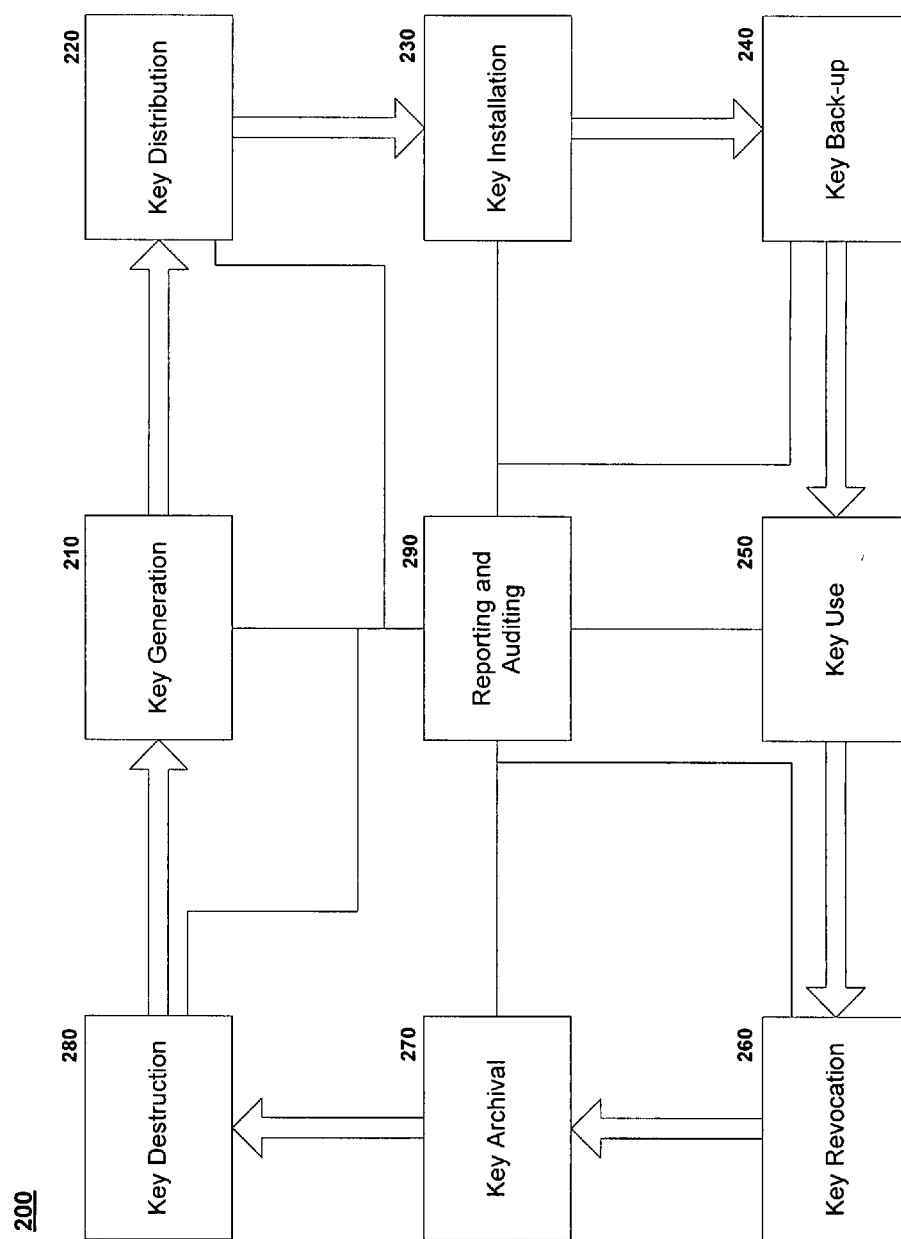 200
280
Key Destruction
210
Key Generation
220
Key Distribution
270
Key Archival
290
Reporting and
Auditing
230
Key Installation
260
Key Revocation
250
Key Use
240
Key Back-up